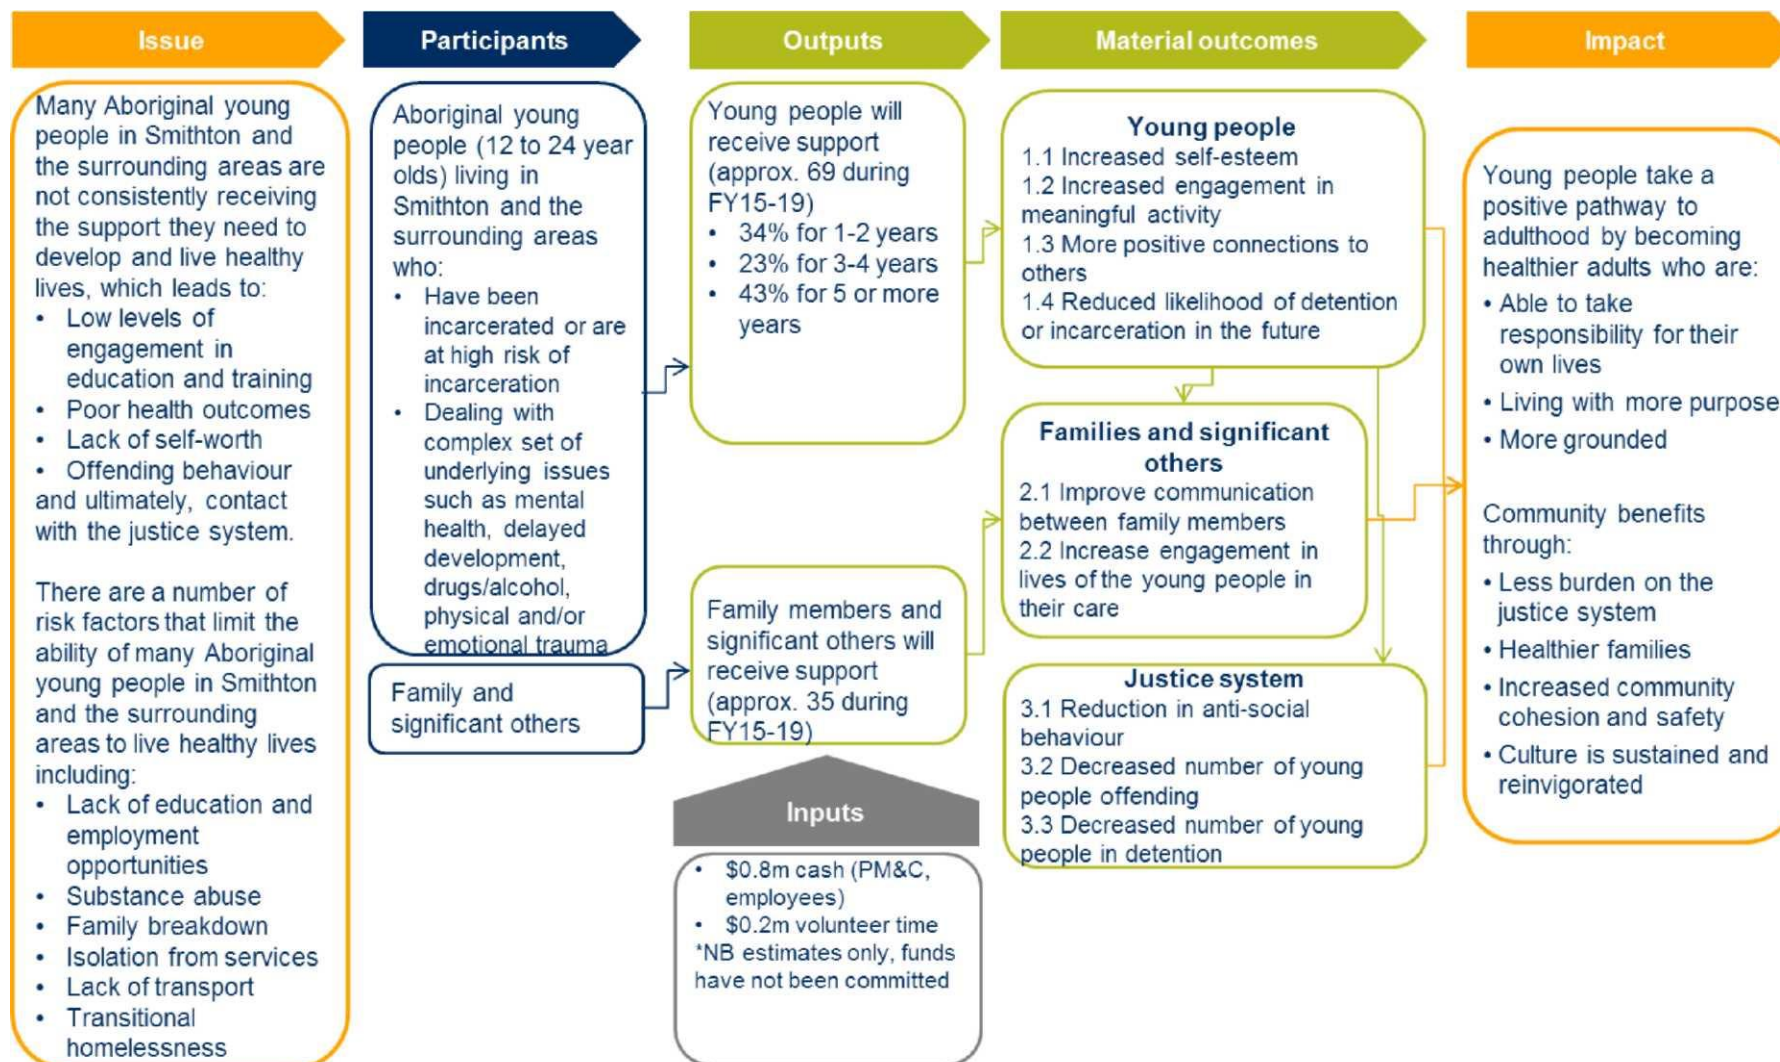 Issue
Many Aboriginal young
people in Smithton and
the surrounding areas are
not consistently receiving
the support they need to
develop and live healthy
lives, which leads to:
• Low levels of
engagement in
education and training
• Poor health outcomes
• Lack of self-worth
• Offending behaviour
and ultimately, contact
with the justice system.
There are a number of
risk factors that limit the
ability of many Aboriginal
young people in Smithton
and the surrounding
areas to live healthy lives
including:
• Lack of education and
employment
opportunities
• Substance abuse
• Family breakdown
• Isolation from services
• Lack of transport
• Transitional
homelessness
Participants
Aboriginal young
people (12 to 24 year
olds) living in
Smithton and the
surrounding areas
who:
• Have been
incarcerated or are
at high risk of
incarceration
• Dealing with
complex set of
underlying issues
such as mental
health, delayed
development,
drugs/alcohol,
physical and/or
emotional trauma
Family and
significant others
Outputs
Young people will
receive support
(approx. 69 during
FY15-19)
• 34% for 1-2 years
• 23% for 3-4 years
• 43% for 5 or more
years
Family members and
significant others will
receive support
(approx. 35 during
FY15-19)
Inputs
• $0.8m cash (PM&C,
employees)
• $0.2m volunteer time
*NB estimates only, funds
have not been committed
Material outcomes
Young people
1.1 Increased self-esteem
1.2 Increased engagement in
meaningful activity
1.3 More positive connections to
others
1.4 Reduced likelihood of detention
or incarceration in the future
Families and significant
others
2.1 Improve communication
between family members
2.2 Increase engagement in
lives of the young people in
their care
Justice system
3.1 Reduction in anti-social
behaviour
3.2 Decreased number of young
people offending
3.3 Decreased number of young
people in detention
Impact
Young people take a
positive pathway to
adulthood by becoming
healthier adults who are:
• Able to take
responsibility for their
own lives
• Living with more purpose
• More grounded
Community benefits
through:
• Less burden on the
justice system
• Healthier families
• Increased community
cohesion and safety
• Culture is sustained and
reinvigorated